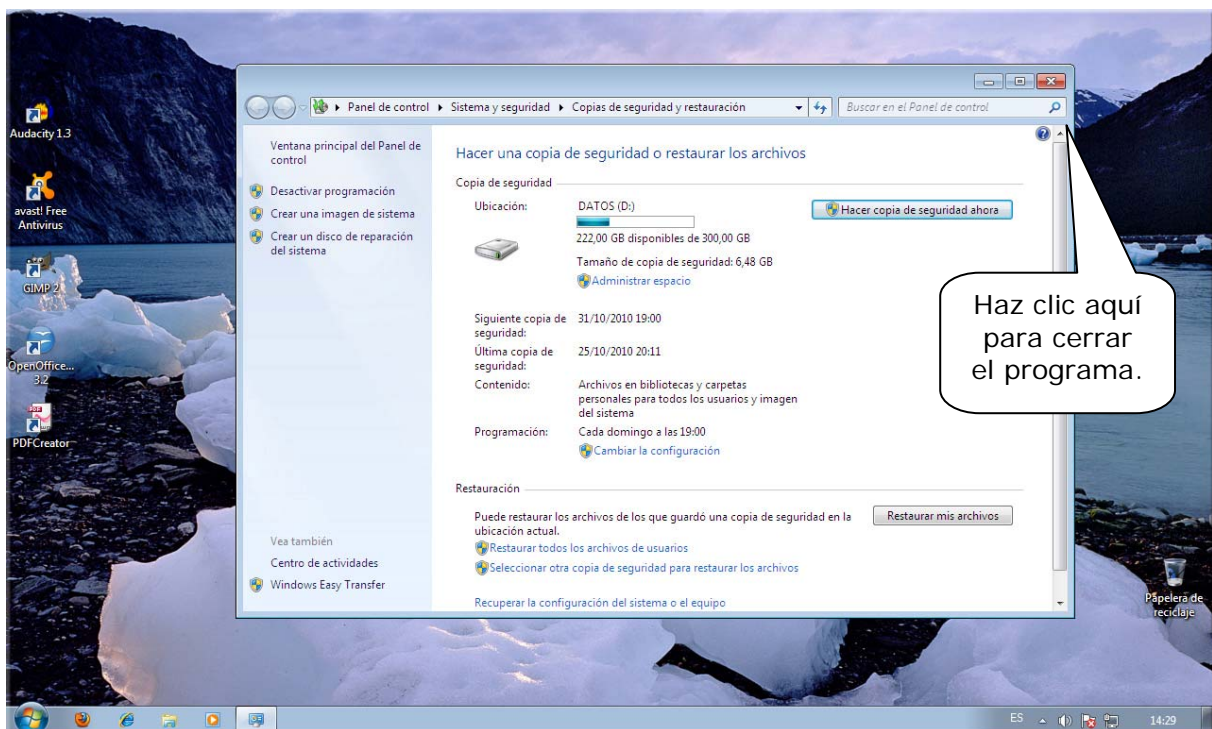 Audacity 1.3
avast! Free
Antivirus
GIMP 2
OpenOffice...
3.2
PDFCreator
Panel de control
Sistema y seguridad
Copias de seguridad y restauración
Buscar en el Panel de control
Ventana principal del Panel de
control
Desactivar programación
Crear una imagen de sistema
Crear un disco de reparación
del sistema
Vea también
Centro de actividades
Windows Easy Transfer
Hacer una copia de seguridad o restaurar los archivos
Copia de seguridad
Ubicación:
DATOS (D:)
Hacer copia de seguridad ahora
222,00 GB disponibles de 300,00 GB
Tamaño de copia de seguridad: 6,48 GB
Administrar espacio
Siguiente copia de 31/10/2010 19:00
seguridad:
Última copia de 25/10/2010 20:11
seguridad:
Contenido: Archivos en bibliotecas y carpetas
personales para todos los usuarios y imagen
del sistema
Programación: Cada domingo a las 19:00
Cambiar la configuración
Restauración
Puede restaurar los archivos de los que guardó una copia de seguridad en la
ubicación actual.
Restaurar mis archivos
Restaurar todos los archivos de usuarios
Seleccionar otra copia de seguridad para restaurar los archivos
Recuperar la configuración del sistema o el equipo
Haz clic aquí
para cerrar
el programa.
Papelera de
reciclaje
ES
14:29